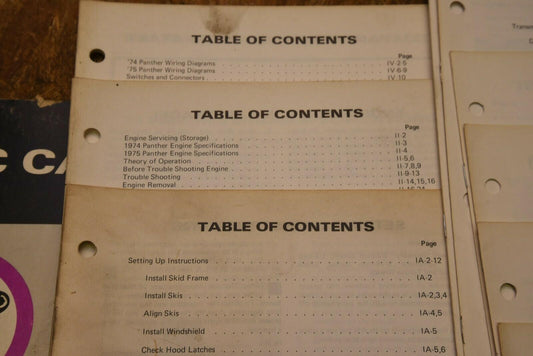 TABLE OF CONTENTS
Page
'74 Panther Wiring Diagrams IV-2-5
'75 Panther Wiring Diagrams IV-6-9
Switches and Connectors IV-10
TABLE OF CONTENTS
Page
Engine Servicing (Storage) II-2
1974 Panther Engine Specifications II-3
1975 Panther Engine Specifications II-4
Theory of Operation II-5,6
Before Trouble Shooting Engine II-7,8,9
Trouble Shooting II-9-13
Engine Removal II-14,15,16
TABLE OF CONTENTS
Page
Setting Up Instructions IA-2-12
Install Skid Frame IA-2
Install Skis IA-2,3,4
Align Skis IA-4,5
Install Windshield IA-5
Check Hood Latches IA-5,6
C CA
Transm